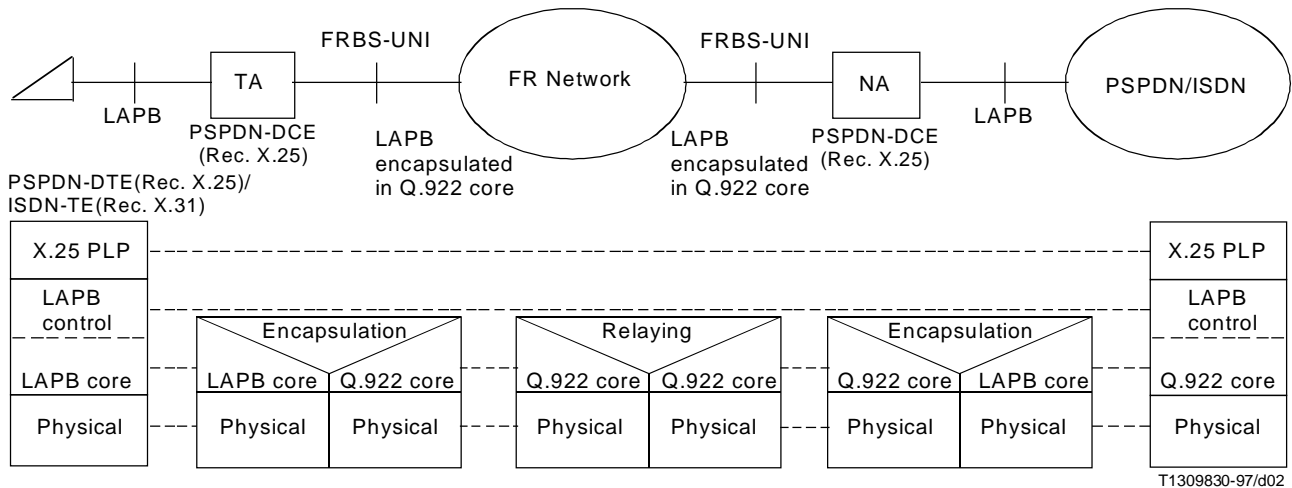 FRBS-UNI
FRBS-UNI
TA
FR Network
NA
PSPDN/ISDN
LAPB
LAPB
PSPDN-DCE
(Rec. X.25)
LAPB
encapsulated
in Q.922 core
LAPB
encapsulated
in Q.922 core
PSPDN-DCE
(Rec. X.25)
PSPDN-DTE(Rec. X.25)/
ISDN-TE(Rec. X.31)
X.25 PLP
X.25 PLP
LAPB
control
LAPB
control
Encapsulation
Relaying
Encapsulation
LAPB core
LAPB core
Q.922 core
Q.922 core
Q.922 core
Q.922 core
LAPB core
Q.922 core
Physical
Physical
Physical
Physical
Physical
Physical
Physical
Physical
T1309830-97/d02